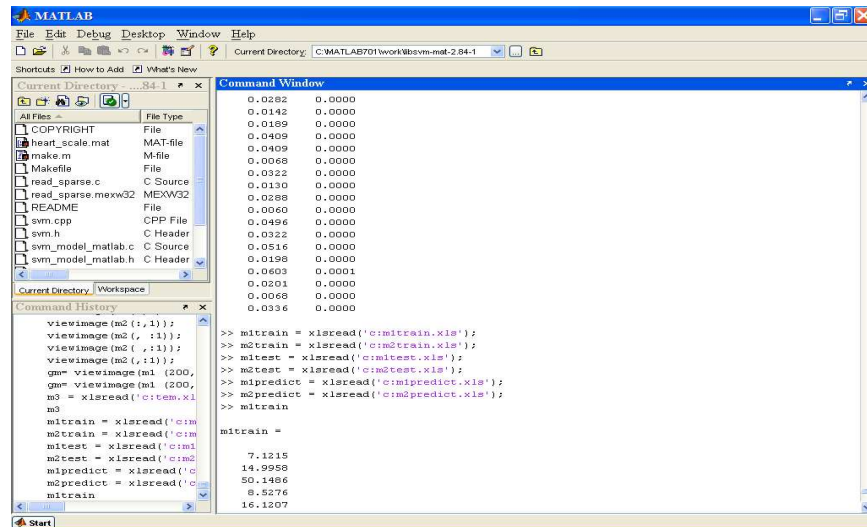 MATLAB
File Edit Debug Desktop Window Help
Current Directory: C:\MATLAB701\work\libsvm-mat-2.84-1
Shortcuts How to Add What's New
Current Directory - ....84-1
All Files File Type
COPYRIGHT File
heart_scale.mat MAT-file
make.m M-file
Makefile File
read_sparse.c C Source
read_sparse.mexw32 MEXW32
README File
svm.cpp CPP File
svm.h C Header
svm_model_matlab.c C Source
svm_model_matlab.h C Header
Current Directory Workspace
Command History
viewimage(m2(:,1));
viewimage(m2(, :1));
viewimage(m2( ,:1));
viewimage(m2(,:1));
gm= viewimage(m1 (200,
gm= viewimage(m1 (200,
m3 = xlsread('c:tem.xl
m3
m1train = xlsread('c:m
m2train = xlsread('c:m
m1test = xlsread('c:m1
m2test = xlsread('c:m2
m1predict = xlsread('c
m2predict = xlsread('c
m1train
Command Window
0.0282 0.0000
0.0142 0.0000
0.0189 0.0000
0.0409 0.0000
0.0409 0.0000
0.0068 0.0000
0.0322 0.0000
0.0130 0.0000
0.0288 0.0000
0.0060 0.0000
0.0496 0.0000
0.0322 0.0000
0.0516 0.0000
0.0198 0.0000
0.0603 0.0001
0.0201 0.0000
0.0068 0.0000
0.0336 0.0000
>> m1train = xlsread('c:m1train.xls');
>> m2train = xlsread('c:m2train.xls');
>> m1test = xlsread('c:m1test.xls');
>> m2test = xlsread('c:m2test.xls');
>> m1predict = xlsread('c:m1predict.xls');
>> m2predict = xlsread('c:m2predict.xls');
>> m1train
m1train =
7.1215
14.9958
50.1486
8.5276
16.1207
Start